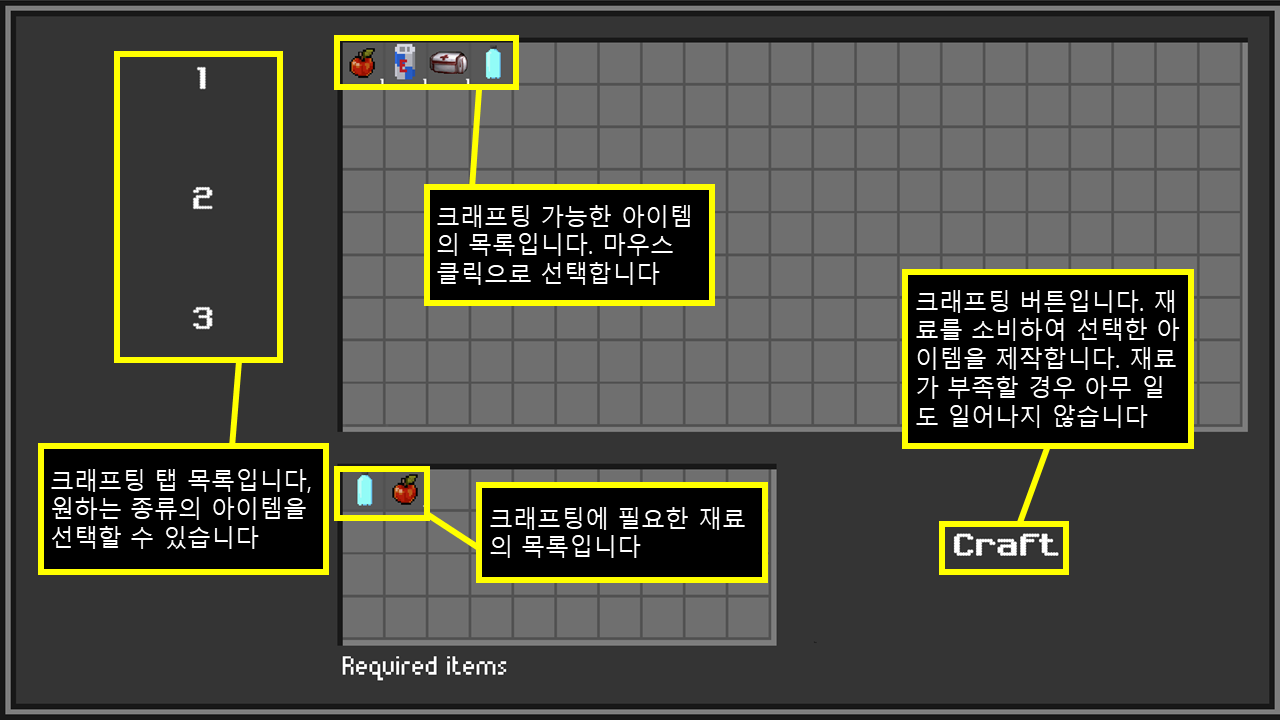 1
2
3
크래프팅 가능한 아이템
의 목록입니다. 마우스
클릭으로 선택합니다
크래프팅 버튼입니다. 재
료를 소비하여 선택한 아
이템을 제작합니다. 재료
가 부족할 경우 아무 일
도 일어나지 않습니다
크래프팅 탭 목록입니다,
원하는 종류의 아이템을
선택할 수 있습니다
크래프팅에 필요한 재료
의 목록입니다
Craft
Required items